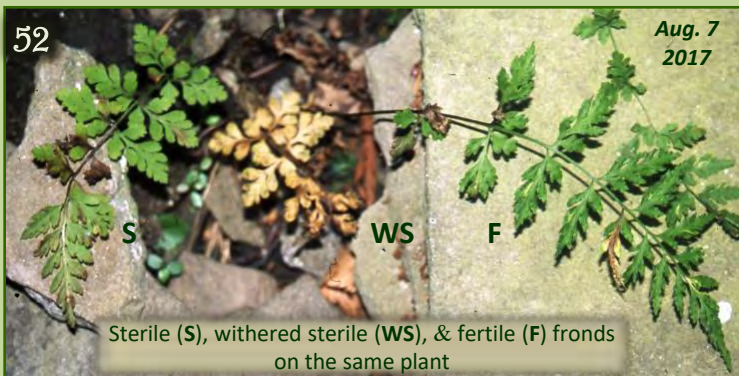 52
Aug. 7
2017
S
WS
F
Sterile (S), withered sterile (WS), & fertile (F) fronds
on the same plant